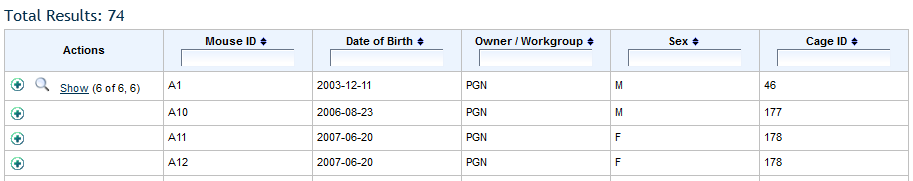 Total Results: 74
Actions Mouse ID Date of Birth Owner / Workgroup Sex Cage ID
Show (6 of 6, 6) A1 2003-12-11 PGN M 46
A10 2006-08-23 PGN M 177
A11 2007-06-20 PGN F 178
A12 2007-06-20 PGN F 178